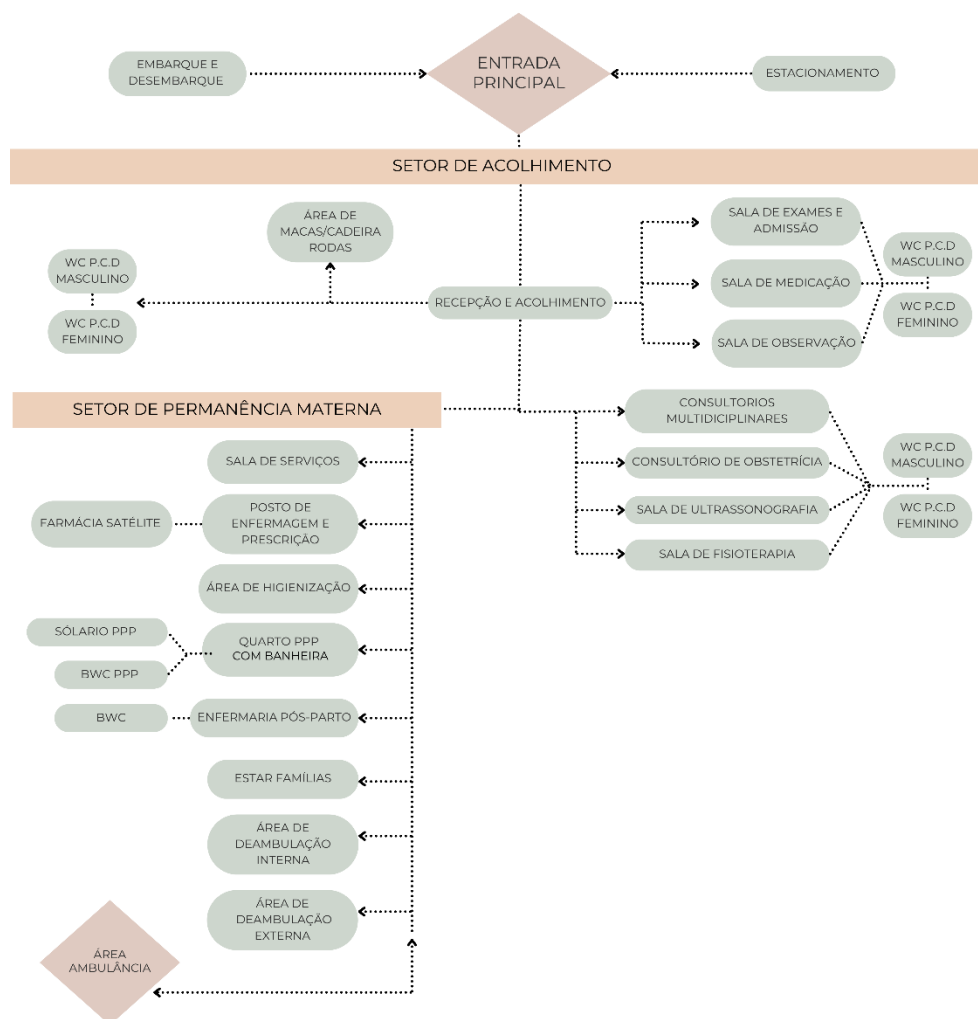 EMBARQUE E
DESEMBARQUE
ENTRADA
PRINCIPAL
ESTACIONAMENTO
SETOR DE ACOLHIMENTO
ÁREA DE
MACAS/CADEIRA
RODAS
WC P.C.D
MASCULINO
WC P.C.D
FEMININO
RECEPÇÃO E ACOLHIMENTO
SALA DE EXAMES E
ADMISSÃO
SALA DE MEDICAÇÃO
SALA DE OBSERVAÇÃO
WC P.C.D
MASCULINO
WC P.C.D
FEMININO
SETOR DE PERMANÊNCIA MATERNA
CONSULTORIOS
MULTIDICIPLINARES
CONSULTÓRIO DE OBSTETRÍCIA
SALA DE ULTRASSONOGRAFIA
SALA DE FISIOTERAPIA
WC P.C.D
MASCULINO
WC P.C.D
FEMININO
SALA DE SERVIÇOS
FARMÁCIA SATÉLITE
POSTO DE
ENFERMAGEM E
PRESCRIÇÃO
ÁREA DE HIGIENIZAÇÃO
SÓLARIO PPP
BWC PPP
QUARTO PPP
COM BANHEIRA
BWC
ENFERMARIA PÓS-PARTO
ESTAR FAMÍLIAS
ÁREA DE
DEAMBULAÇÃO
INTERNA
ÁREA DE
DEAMBULAÇÃO
EXTERNA
ÁREA
AMBULÂNCIA